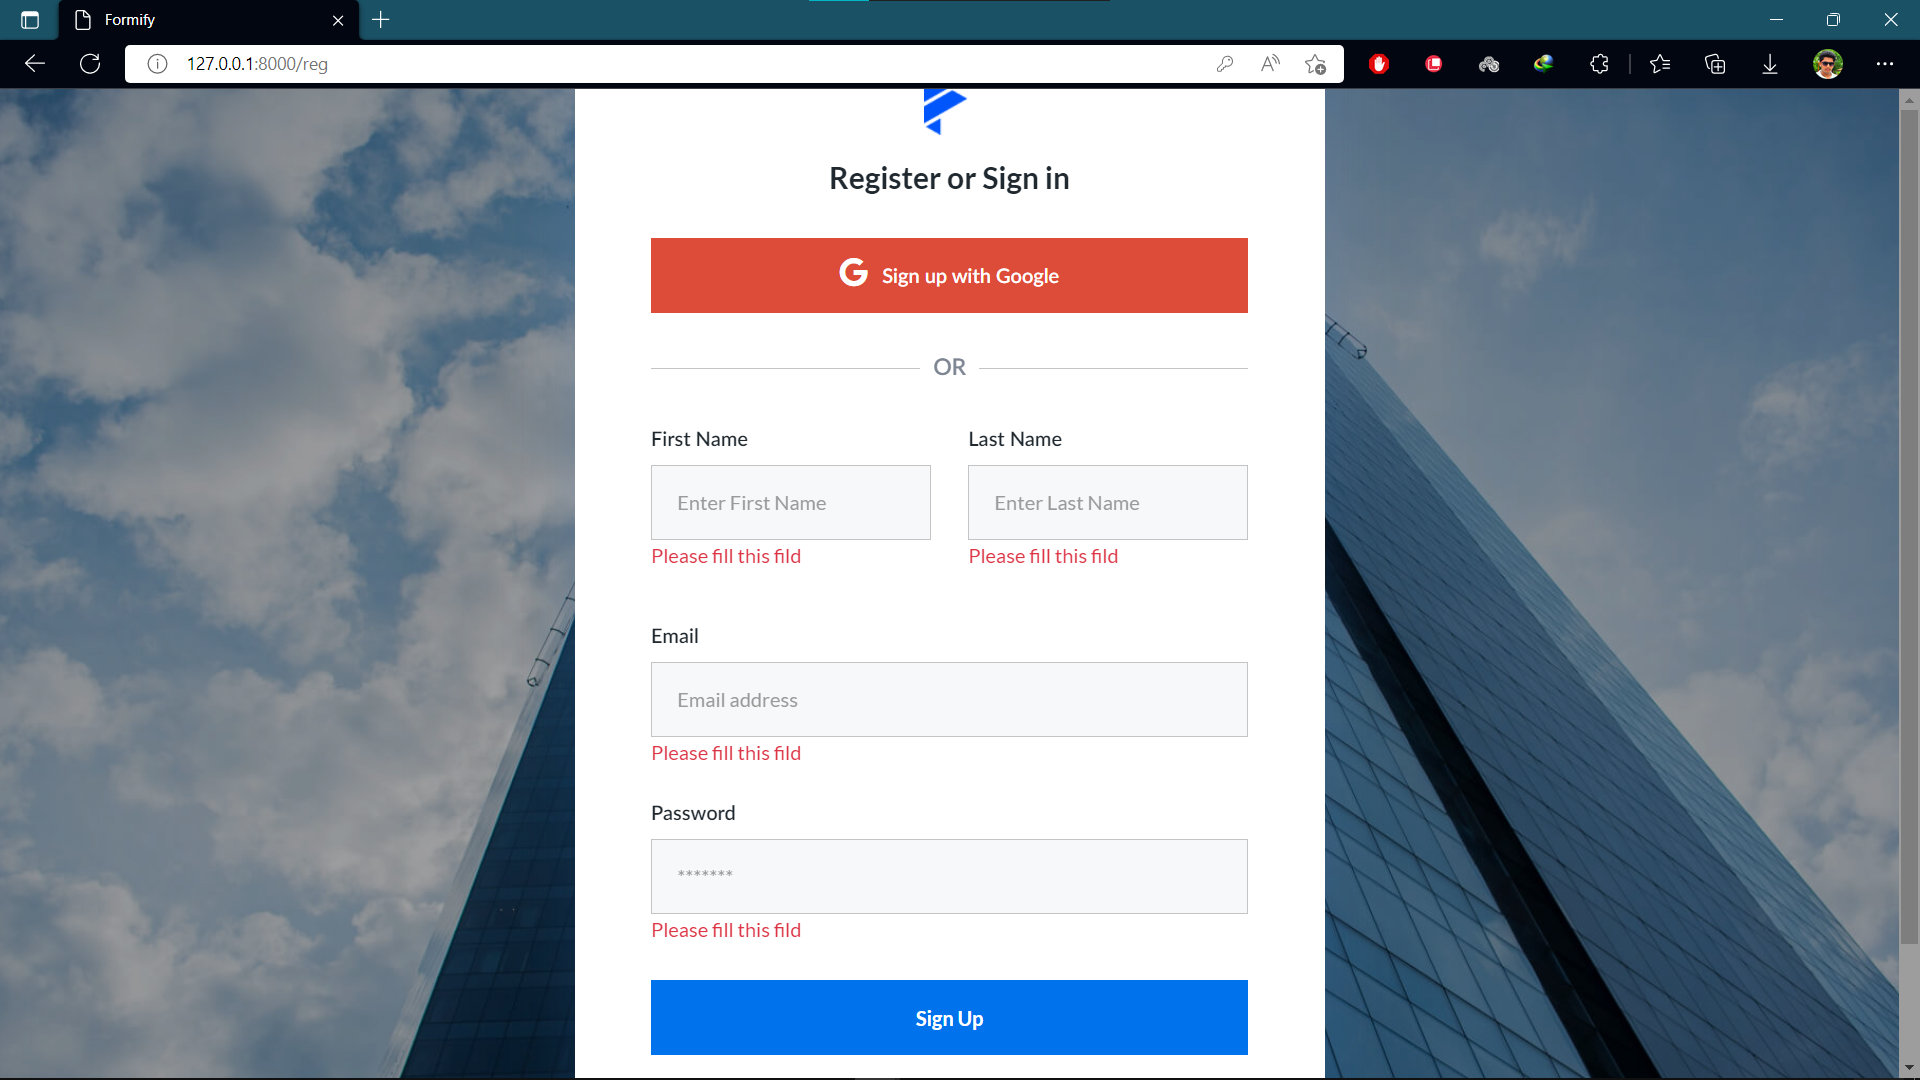 Formify
127.0.0.1:8000/reg
Register or Sign in
Sign up with Google
OR
First Name
Last Name
Enter First Name
Enter Last Name
Please fill this fild
Please fill this fild
Email
Email address
Please fill this fild
Password
*******
Please fill this fild
Sign Up